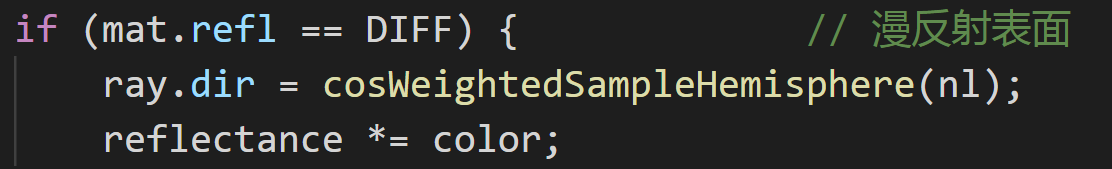 if (mat.refl == DIFF) { // 漫反射表面
ray.dir = cosWeightedSampleHemisphere(nl);
reflectance *= color;